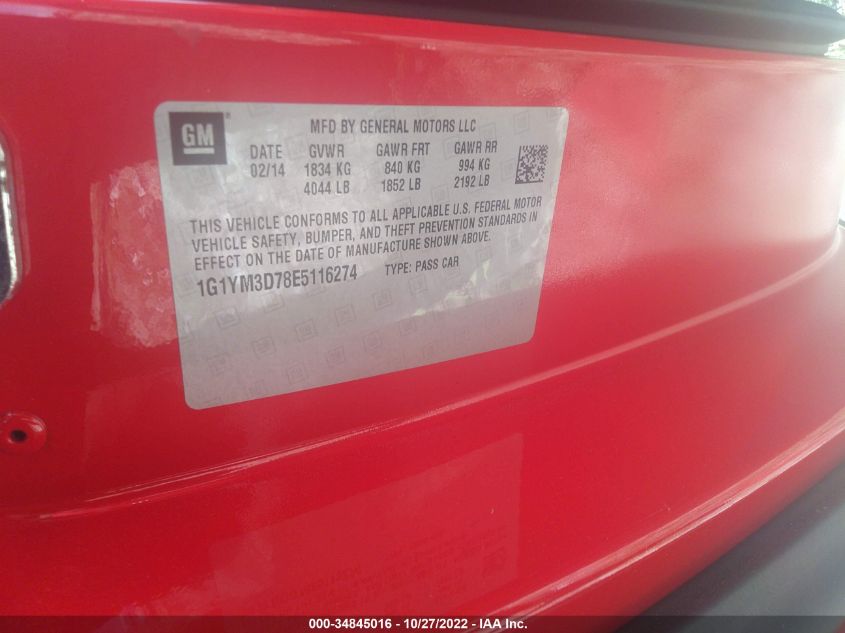 GM
MFD BY GENERAL MOTORS LLC
DATE GVWR GAWR FRT GAWR RR
02/14 1834 KG 840 KG 994 KG
4044 LB 1852 LB 2192 LB
THIS VEHICLE CONFORMS TO ALL APPLICABLE U.S. FEDERAL MOTOR
VEHICLE SAFETY, BUMPER, AND THEFT PREVENTION STANDARDS IN
EFFECT ON THE DATE OF MANUFACTURE SHOWN ABOVE.
1G1YM3D78E5116274 TYPE: PASS CAR
000-34845016 - 10/27/2022 - IAA Inc.